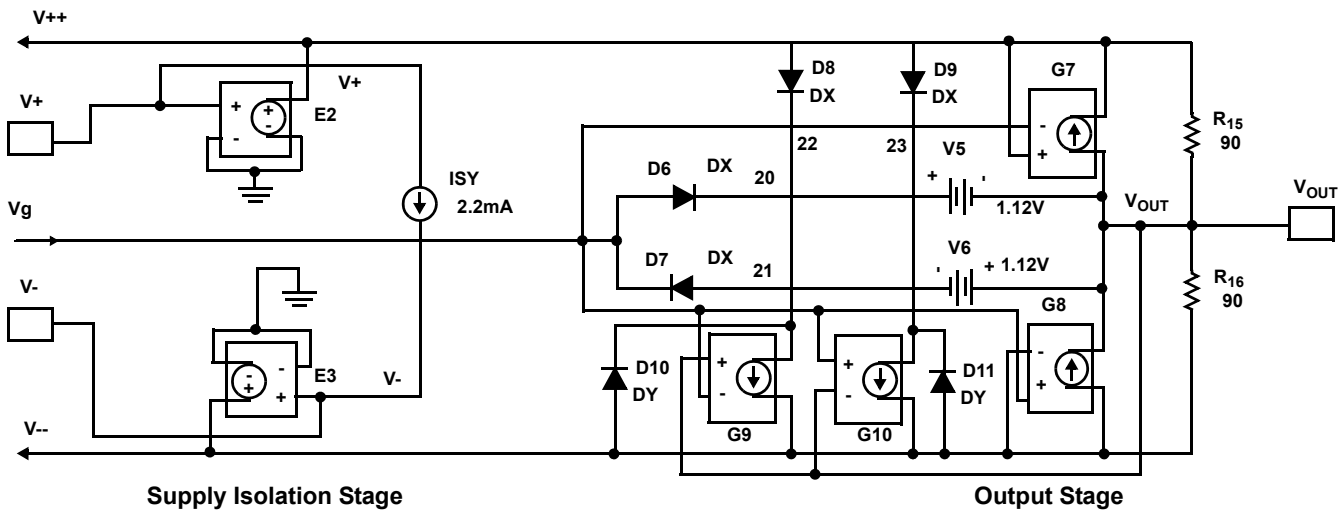 V++
V+
V+
+
-
+
-
E2
D8
DX
D9
DX
G7
-
+
R15
90
22
23
V5
D6
DX
20
+
-
1.12V
ISY
2.2mA
VOUT
VOUT
Vg
V6
D7
DX
21
-
+ 1.12V
R16
90
V-
G8
-
+
-
+
E3
V-
D10
DY
+
-
+
-
D11
DY
-
+
G9
G10
V--
Supply Isolation Stage
Output Stage